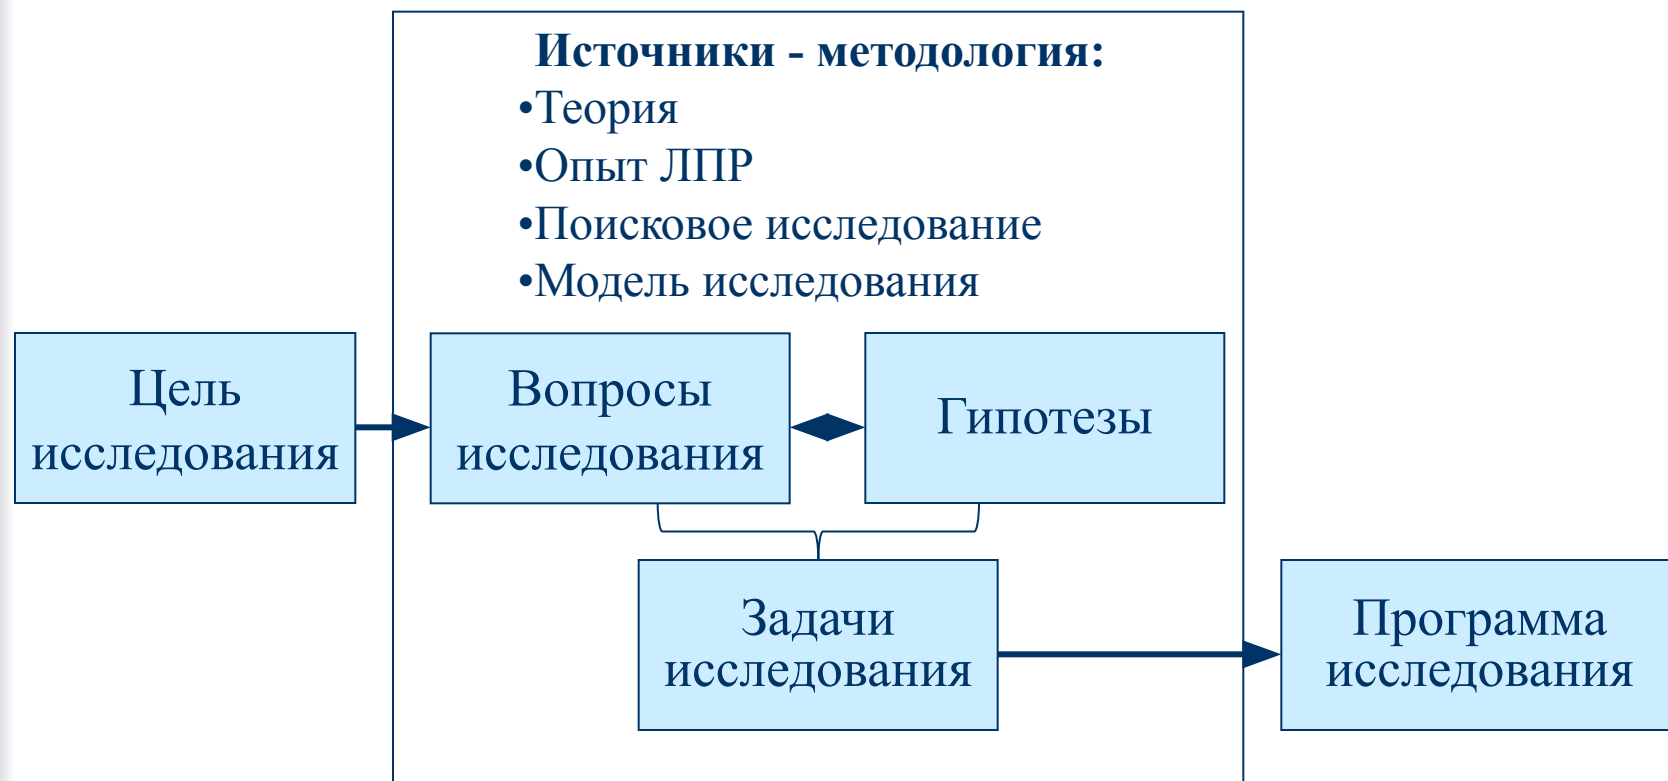 Источники - методология:
•Теория
•Опыт ЛПР
•Поисковое исследование
•Модель исследования
Цель
исследования
Вопросы
исследования
Гипотезы
Задачи
исследования
Программа
исследования